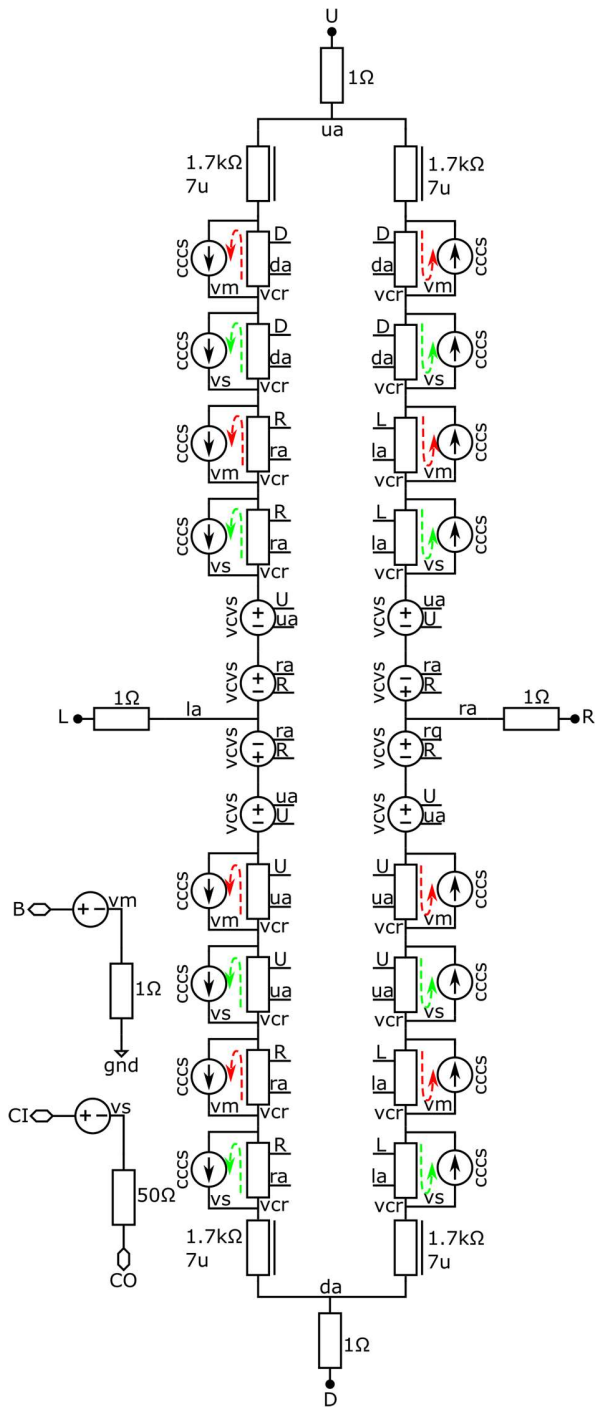 U
1Ω
ua
1.7kΩ
7u
1.7kΩ
7u
cccs
D
da
vm
vcr
D
da
vcr
vm
cccs
cccs
D
da
vs
vcr
D
da
vcr
vs
cccs
cccs
R
ra
vm
vcr
L
la
vcr
vm
cccs
cccs
R
ra
vs
vcr
L
la
vcr
vs
cccs
vcvs
+
−
U
ua
vcvs
+
−
ua
U
vcvs
+
−
ra
R
vcvs
−
+
ra
R
L
1Ω
la
ra
1Ω
R
vcvs
−
+
ra
R
vcvs
+
−
rq
R
vcvs
+
−
ua
U
vcvs
+
−
U
ua
cccs
U
ua
vm
vcr
U
ua
vcr
vm
cccs
B
+ −
vm
1Ω
gnd
cccs
U
ua
vs
vcr
U
ua
vcr
vs
cccs
cccs
R
ra
vm
vcr
L
la
vcr
vm
cccs
CI
+ −
vs
50Ω
CO
cccs
R
ra
vs
vcr
L
la
vcr
vs
cccs
1.7kΩ
7u
1.7kΩ
7u
da
1Ω
D